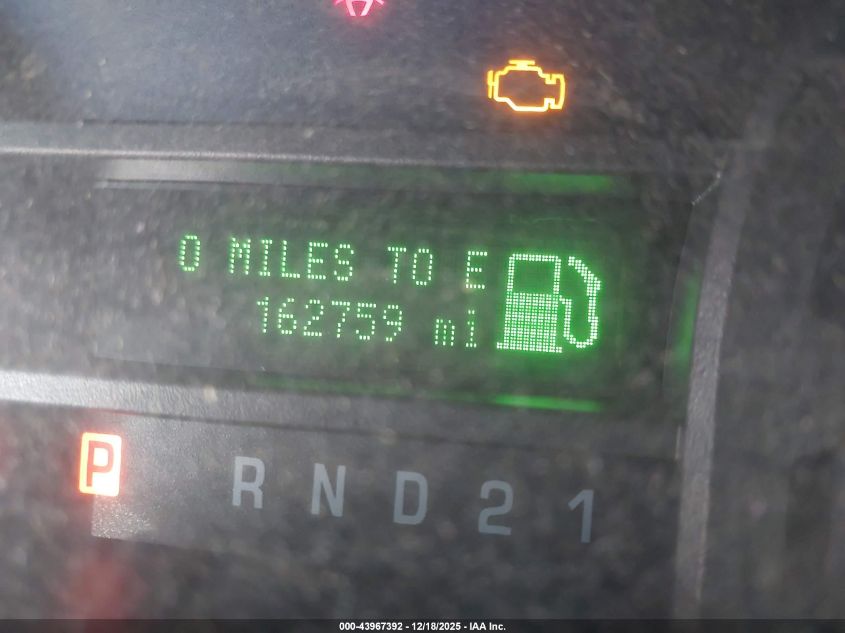 0 MILES TO E
162759 mi
P R N D 2 1
000-43967392 - 12/18/2025 - IAA Inc.